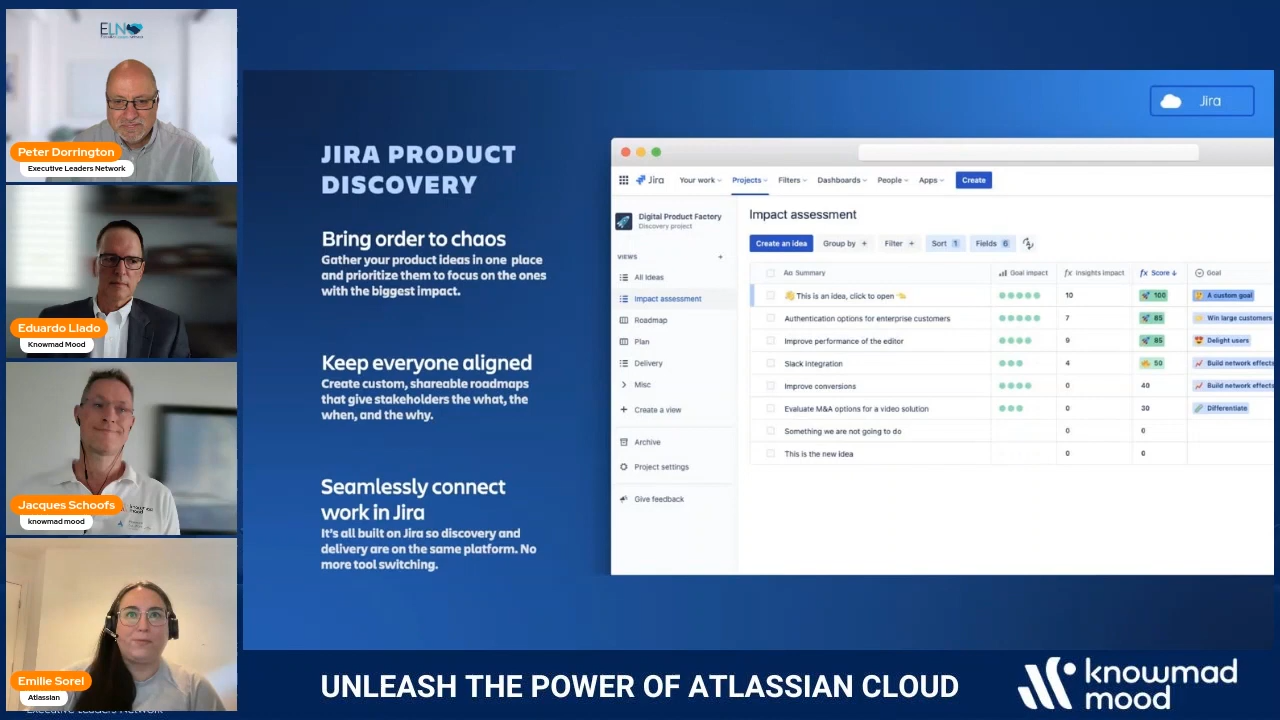 ELN
Peter Dorrington
Executive Leaders Network
Eduardo Llado
Knowmad Mood
knowmad
mood
Jacques Schoofs
knowmad mood
Emilie Sorel
Atlassian
Executive Leaders Network
Jira
JIRA PRODUCT
DISCOVERY
Bring order to chaos
Gather your product ideas in one place
and prioritize them to focus on the ones
with the biggest impact.
Keep everyone aligned
Create custom, shareable roadmaps
that give stakeholders the what, the
when, and the why.
Seamlessly connect
work in Jira
It's all built on Jira so discovery and
delivery are on the same platform. No
more tool switching.
Jira Your work Projects Filters Dashboards People Apps Create
Digital Product Factory
Discovery project
VIEWS +
All Ideas
Impact assessment
Roadmap
Plan
Delivery
Misc
+ Create a view
Archive
Project settings
Give feedback
Impact assessment
Create an idea Group by + Filter + Sort 1 Fields 6
Aa Summary Goal impact fx Insights impact fx Score ↓ Goal
👋 This is an idea, click to open 👈 10 🚀 100 A custom goal
Authentication options for enterprise customers 7 🚀 85 Win large customers
Improve performance of the editor 9 🚀 85 😍 Delight users
Slack integration 4 50 📈 Build network effects
Improve conversions 0 40 📈 Build network effects
Evaluate M&A options for a video solution 0 30 Differentiate
Something we are not going to do 0 0
This is the new idea 0 0
UNLEASH THE POWER OF ATLASSIAN CLOUD
knowmad
mood